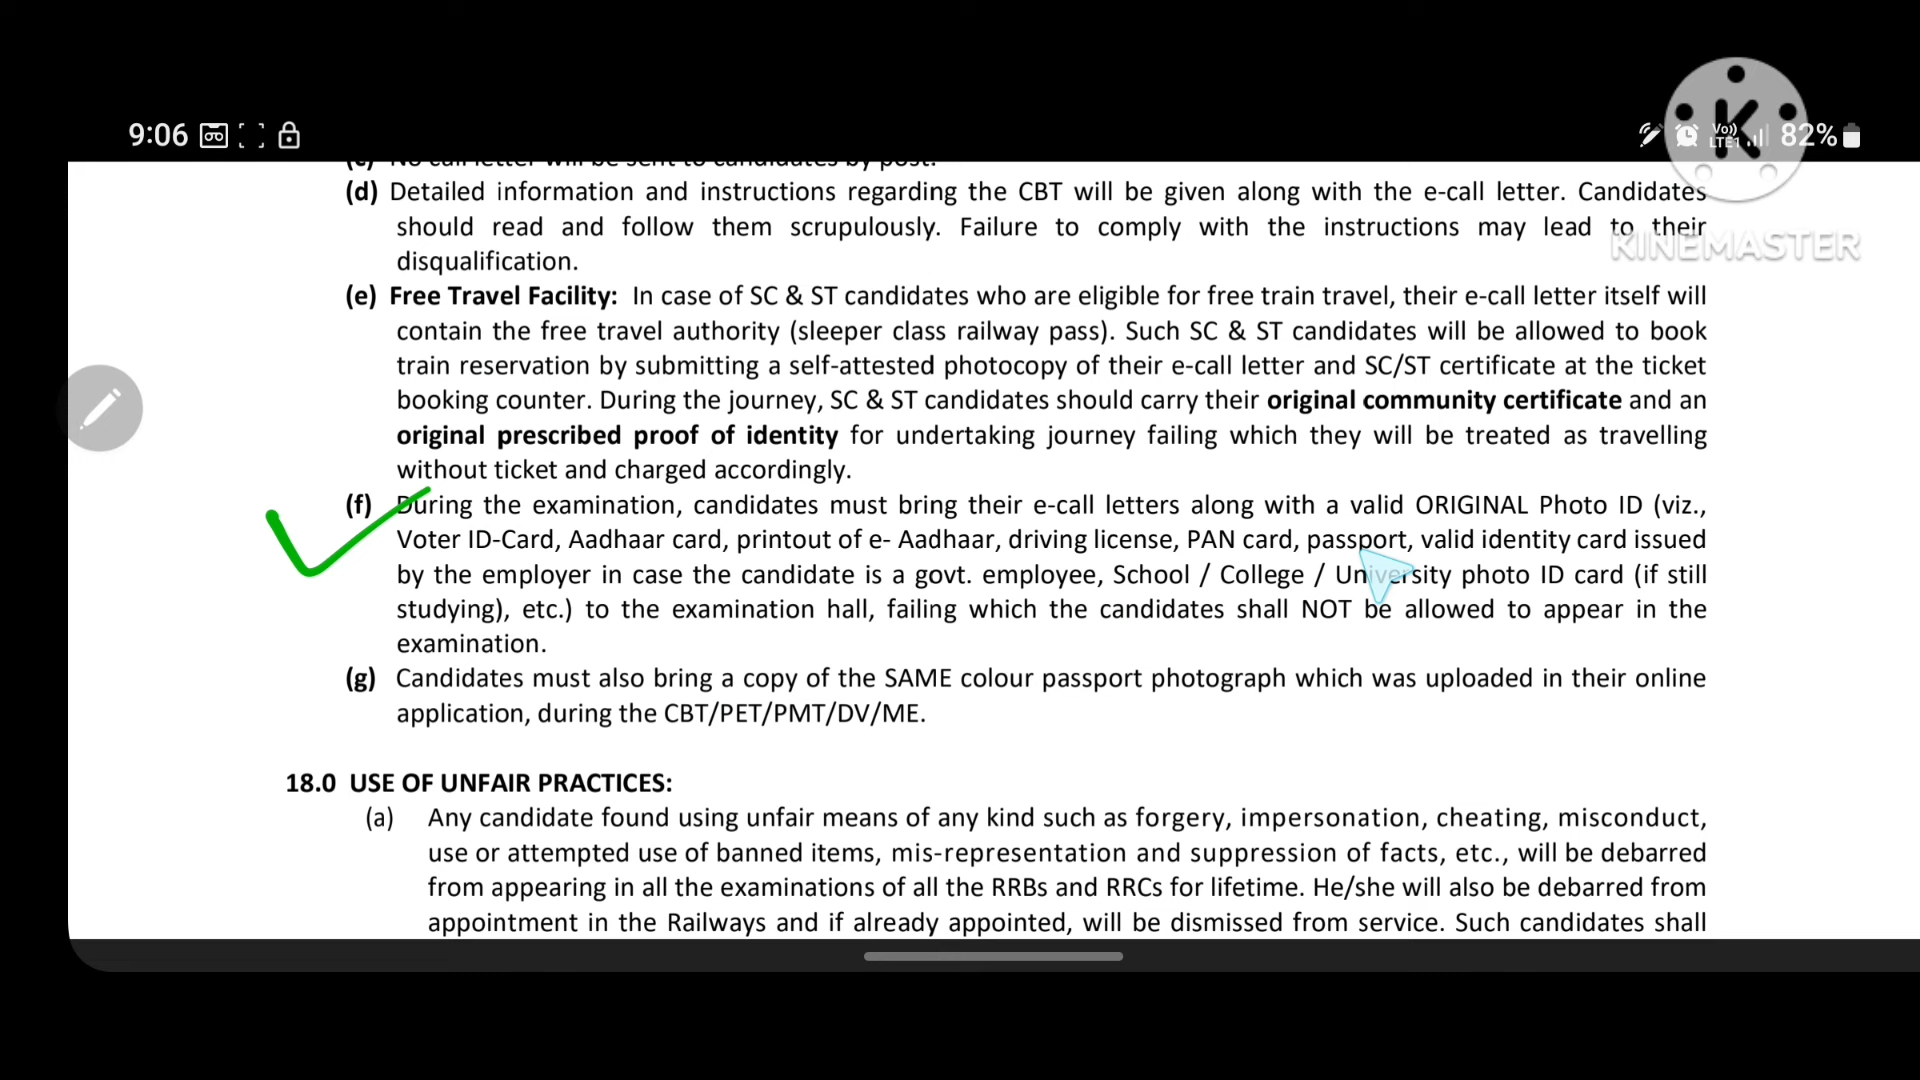 9:06 Vo)) LTE1 82%
KINEMASTER
(c) No call letter will be sent to candidates by post.
(d) Detailed information and instructions regarding the CBT will be given along with the e-call letter. Candidates
should read and follow them scrupulously. Failure to comply with the instructions may lead to their
disqualification.
(e) Free Travel Facility: In case of SC & ST candidates who are eligible for free train travel, their e-call letter itself will
contain the free travel authority (sleeper class railway pass). Such SC & ST candidates will be allowed to book
train reservation by submitting a self-attested photocopy of their e-call letter and SC/ST certificate at the ticket
booking counter. During the journey, SC & ST candidates should carry their original community certificate and an
original prescribed proof of identity for undertaking journey failing which they will be treated as travelling
without ticket and charged accordingly.
(f) During the examination, candidates must bring their e-call letters along with a valid ORIGINAL Photo ID (viz.,
Voter ID-Card, Aadhaar card, printout of e- Aadhaar, driving license, PAN card, passport, valid identity card issued
by the employer in case the candidate is a govt. employee, School / College / University photo ID card (if still
studying), etc.) to the examination hall, failing which the candidates shall NOT be allowed to appear in the
examination.
(g) Candidates must also bring a copy of the SAME colour passport photograph which was uploaded in their online
application, during the CBT/PET/PMT/DV/ME.
18.0 USE OF UNFAIR PRACTICES:
(a) Any candidate found using unfair means of any kind such as forgery, impersonation, cheating, misconduct,
use or attempted use of banned items, mis-representation and suppression of facts, etc., will be debarred
from appearing in all the examinations of all the RRBs and RRCs for lifetime. He/she will also be debarred from
appointment in the Railways and if already appointed, will be dismissed from service. Such candidates shall